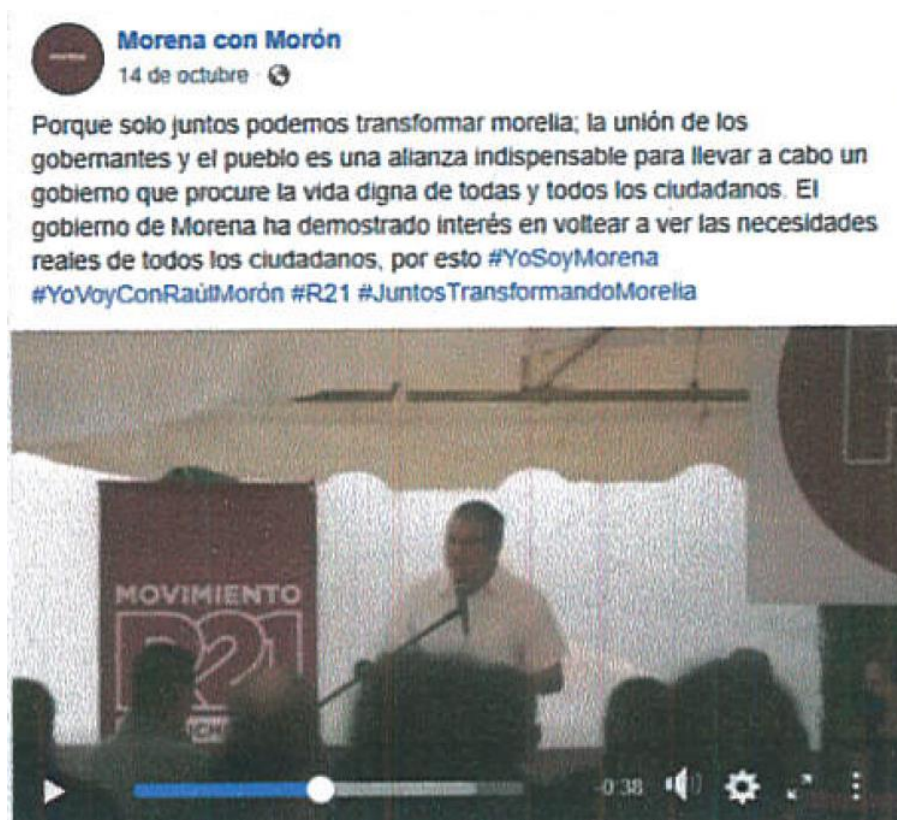 Morena con Morón
14 de octubre
Porque solo juntos podemos transformar morelia; la unión de los
gobernantes y el pueblo es una alianza indispensable para llevar a cabo un
gobierno que procure la vida digna de todas y todos los ciudadanos. El
gobierno de Morena ha demostrado interés en voltear a ver las necesidades
reales de todos los ciudadanos, por esto #YoSoyMorena
#YoVoyConRaúlMorón #R21 #JuntosTransformandoMorelia
MOVIMIENTO
R21
-0:38